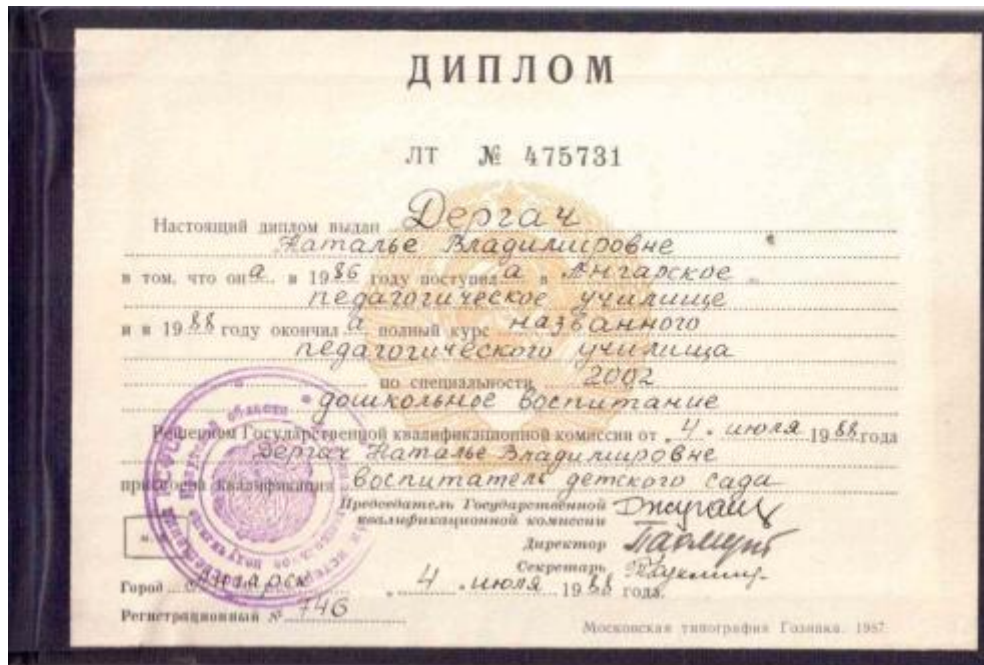 ДИПЛОМ
ЛТ № 475731
Настоящий диплом выдан Дергач
Наталье Владимировне
в том, что она в 1986 году поступила в Ангарское
педагогическое училище
и в 1988 году окончила полный курс названного
педагогического училища
по специальности 2002
дошкольное воспитание
Решением Государственной квалификационной комиссии от „4" июля 1988 года
Дергач Наталье Владимировне
присвоена квалификация воспитатель детского сада
Председатель Государственной
квалификационной комиссии
Директор
Секретарь
Город Ангарск „4" июля 1988 года.
Регистрационный № 746
Московская типография Гознака. 1987